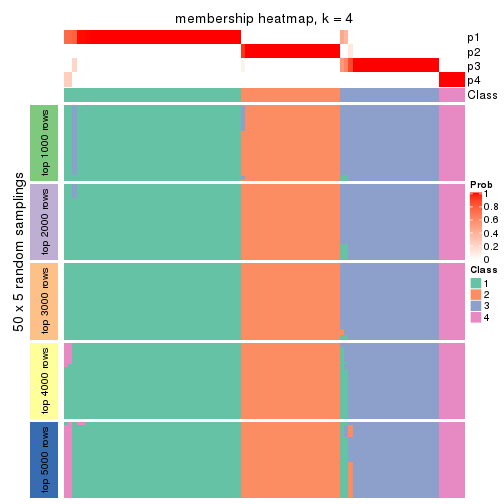 membership heatmap, k = 4
p1
p2
p3
p4
Class
50 x 5 random samplings
top 1000 rows
top 2000 rows
top 3000 rows
top 4000 rows
top 5000 rows
Prob
1
0.8
0.6
0.4
0.2
0
Class
1
2
3
4